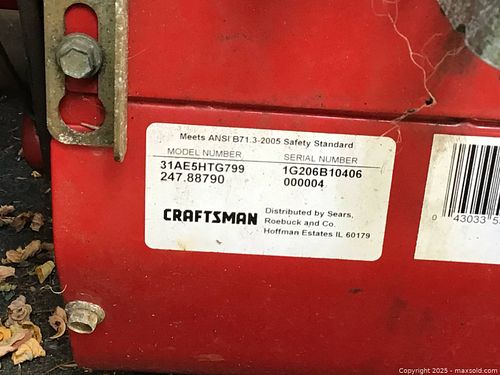 Meets ANSI B71.3-2005 Safety Standard
MODEL NUMBER SERIAL NUMBER
31AE5HTG799 1G206B10406
247.88790 000004
CRAFTSMAN Distributed by Sears,
Roebuck and Co.
Hoffman Estates IL 60179
0 43033
Copyright 2025 - maxsold.com